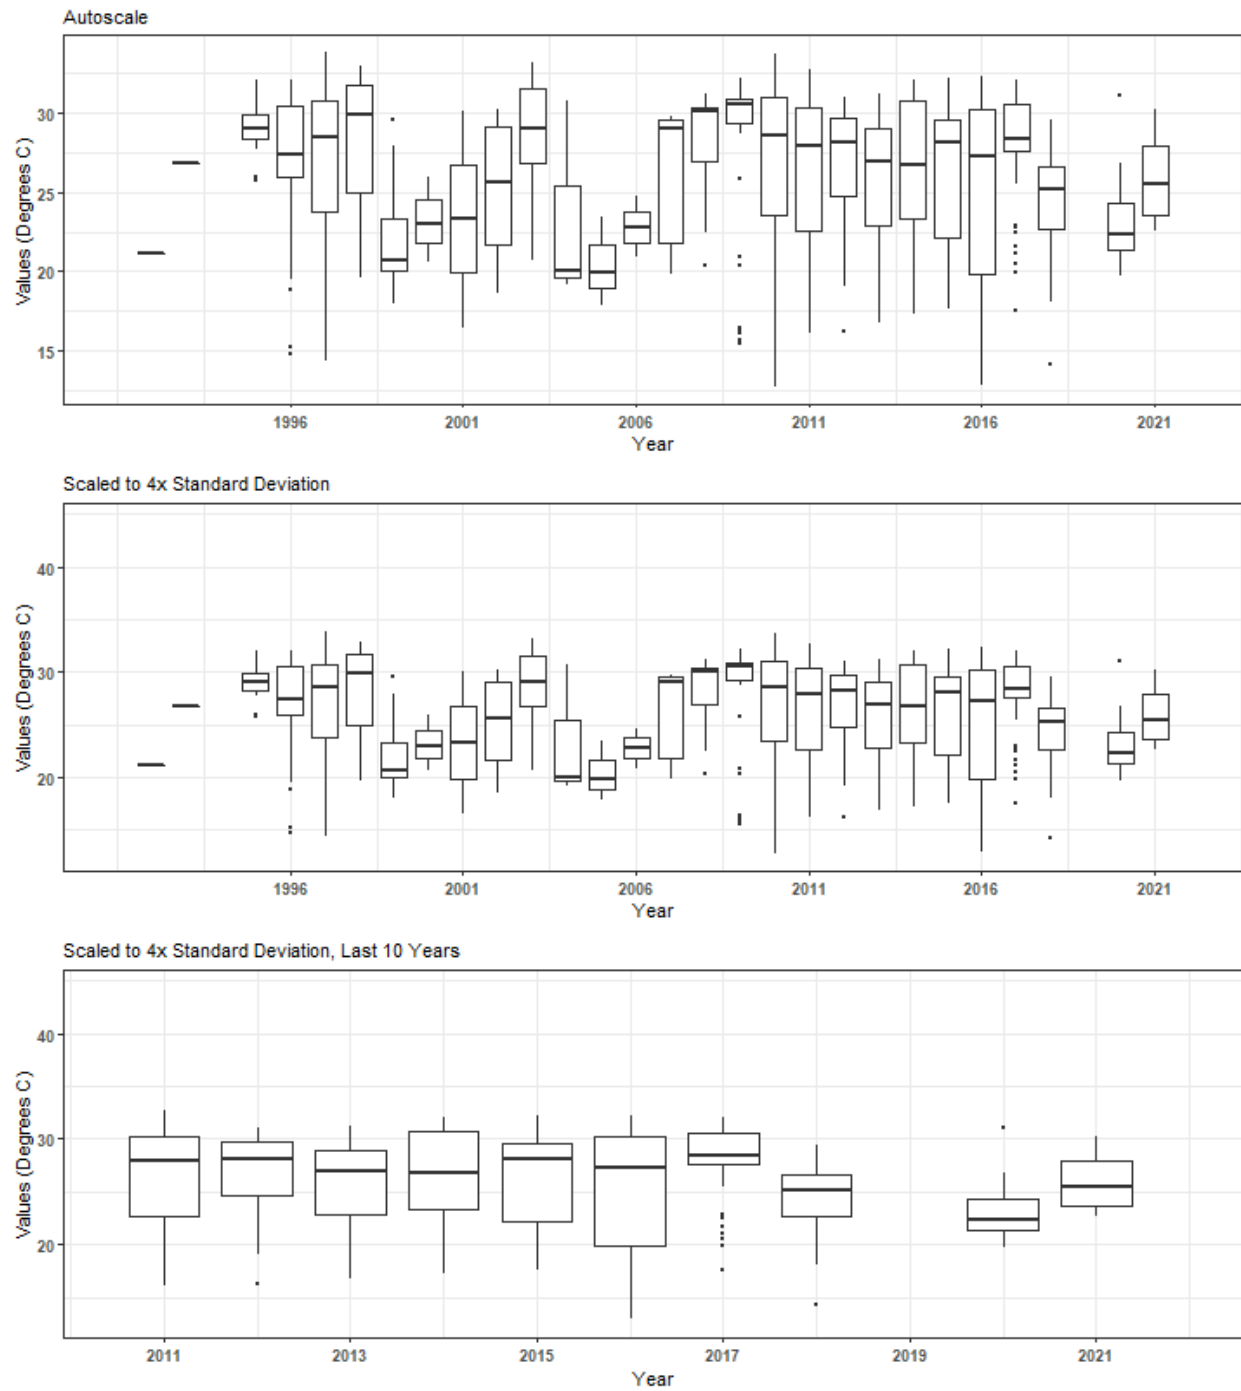 Autoscale
30
25
20
15
Values (Degrees C)
1996 2001 2006 2011 2016 2021
Year
Scaled to 4x Standard Deviation
40
30
20
Values (Degrees C)
1996 2001 2006 2011 2016 2021
Year
Scaled to 4x Standard Deviation, Last 10 Years
40
30
20
Values (Degrees C)
2011 2013 2015 2017 2019 2021
Year